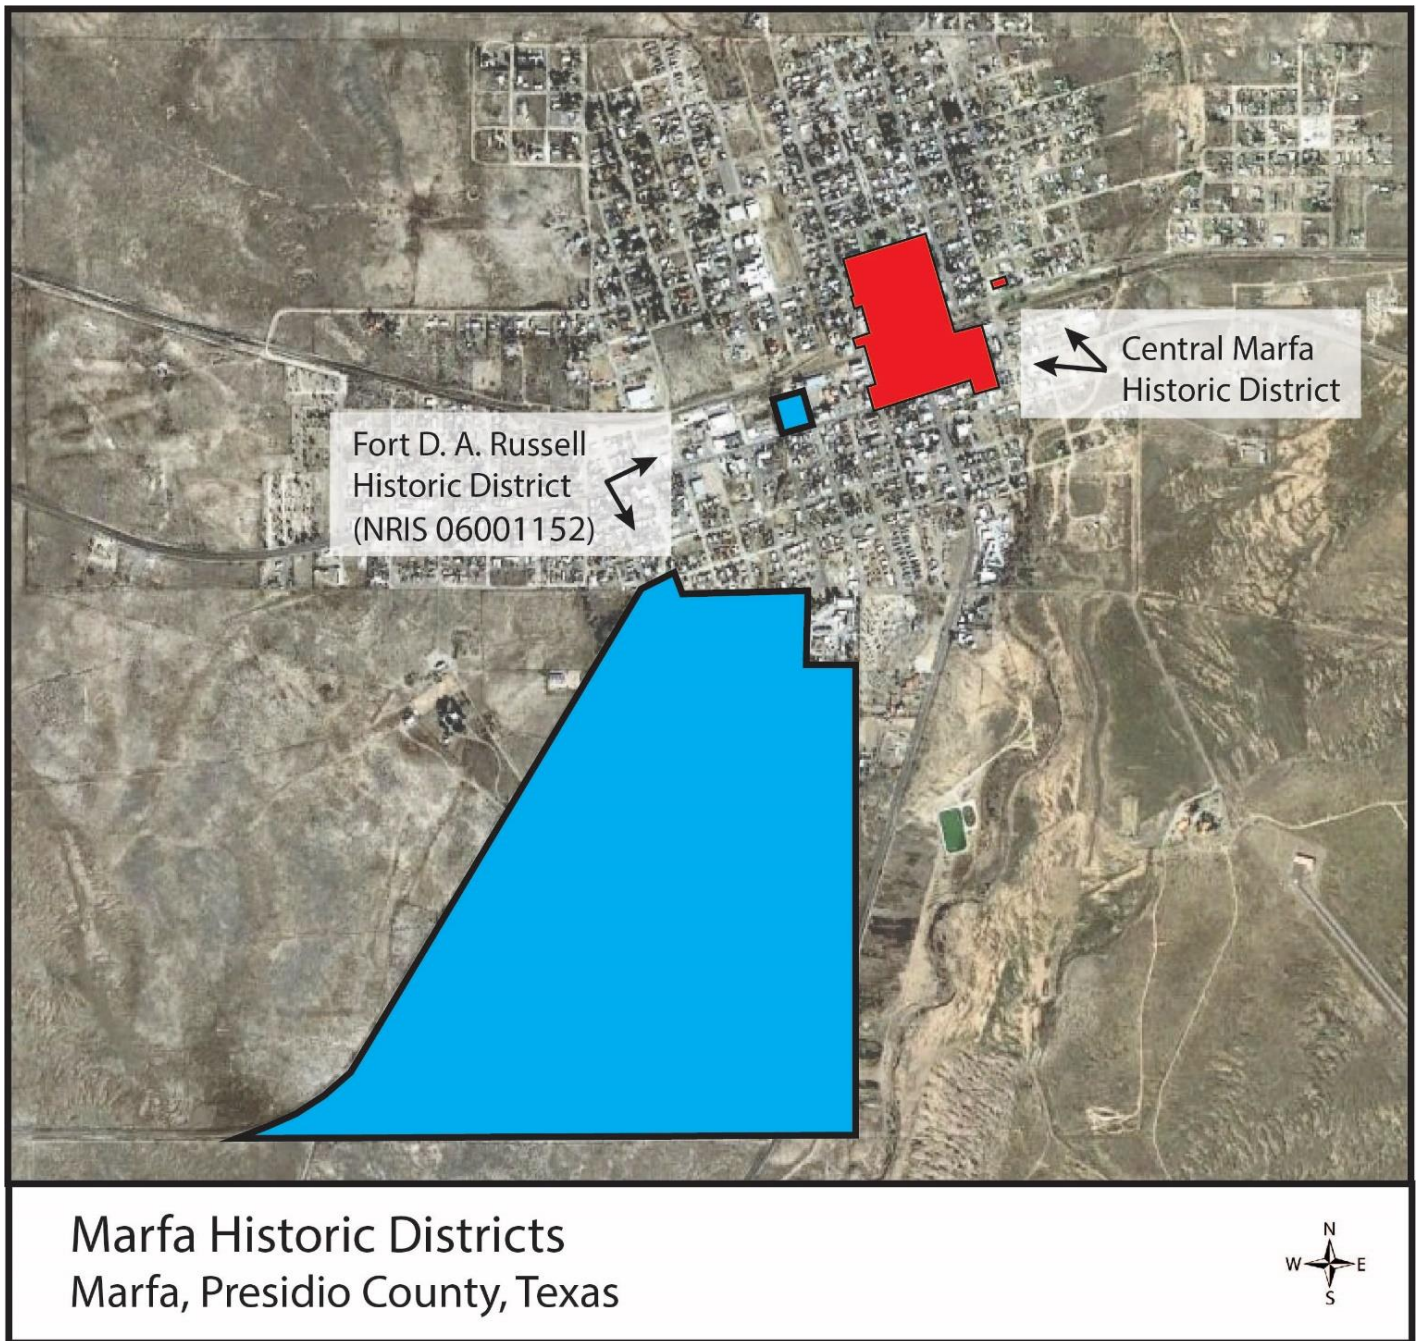 Central Marfa
Historic District
Fort D. A. Russell
Historic District
(NRIS 06001152)
Marfa Historic Districts
Marfa, Presidio County, Texas
N
W E
S